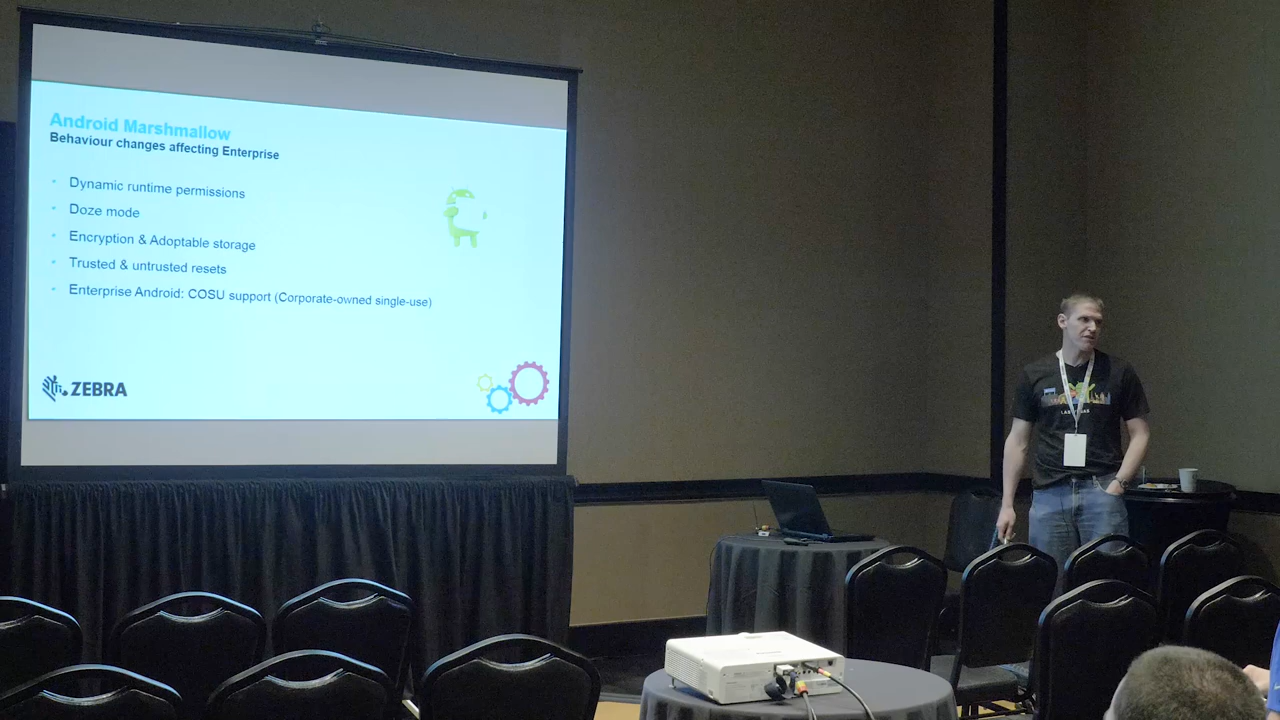 Android Marshmallow
Behaviour changes affecting Enterprise
Dynamic runtime permissions
Doze mode
Encryption & Adoptable storage
Trusted & untrusted resets
Enterprise Android: COSU support (Corporate-owned single-use)
ZEBRA